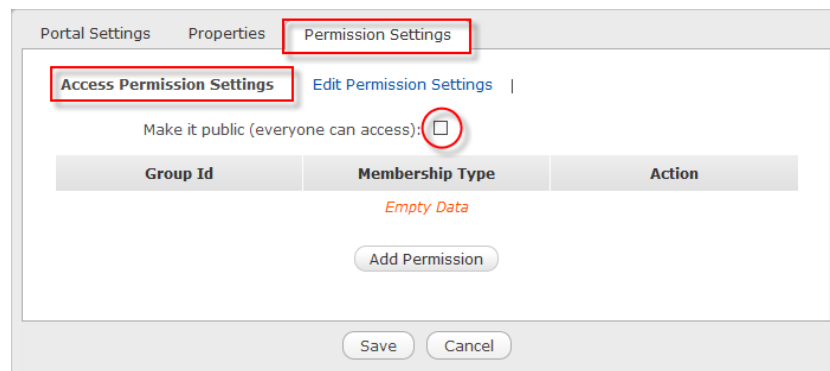 Portal Settings Properties Permission Settings
Access Permission Settings Edit Permission Settings |
Make it public (everyone can access):
Group Id Membership Type Action
Empty Data
Add Permission
Save Cancel